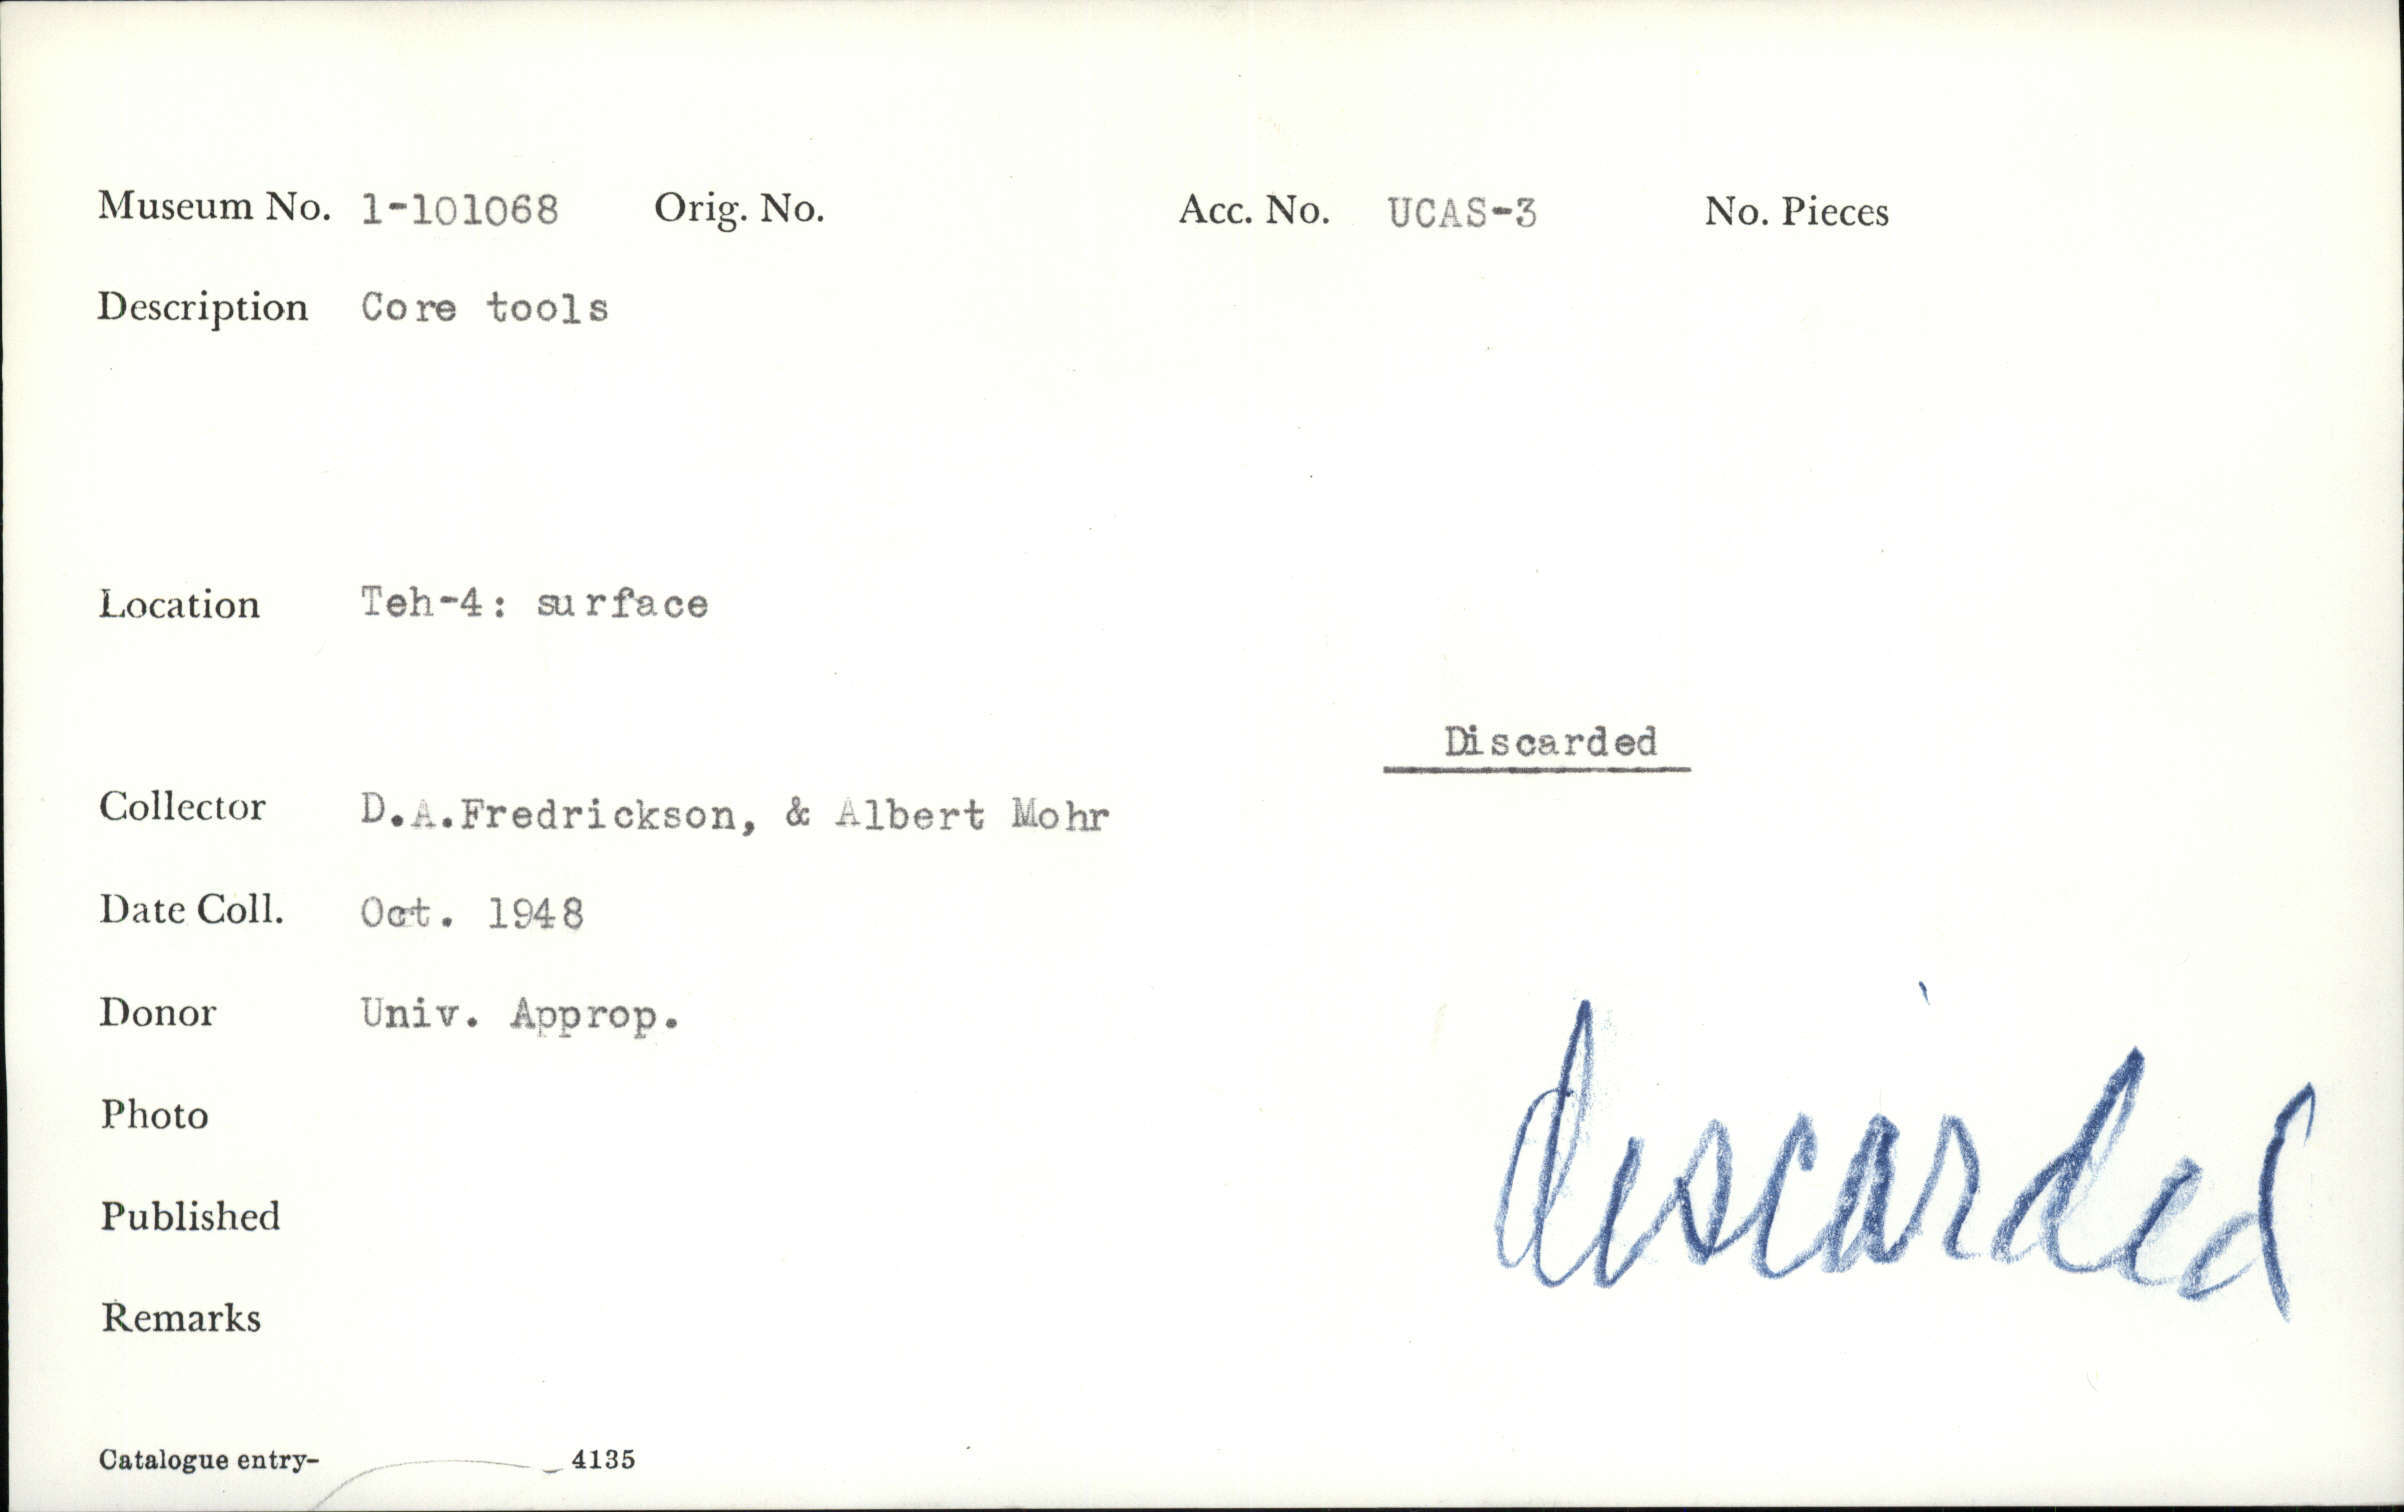 Museum No. 1-101068 Orig. No. Acc. No. UCAS-3 No. Pieces
Description Core tools
Location Teh-4: surface
Discarded
Collector D.A.Fredrickson, & Albert Mohr
Date Coll. Oct. 1948
Donor Univ. Approp.
discarded
Photo
Published
Remarks
Catalogue entry- 4135